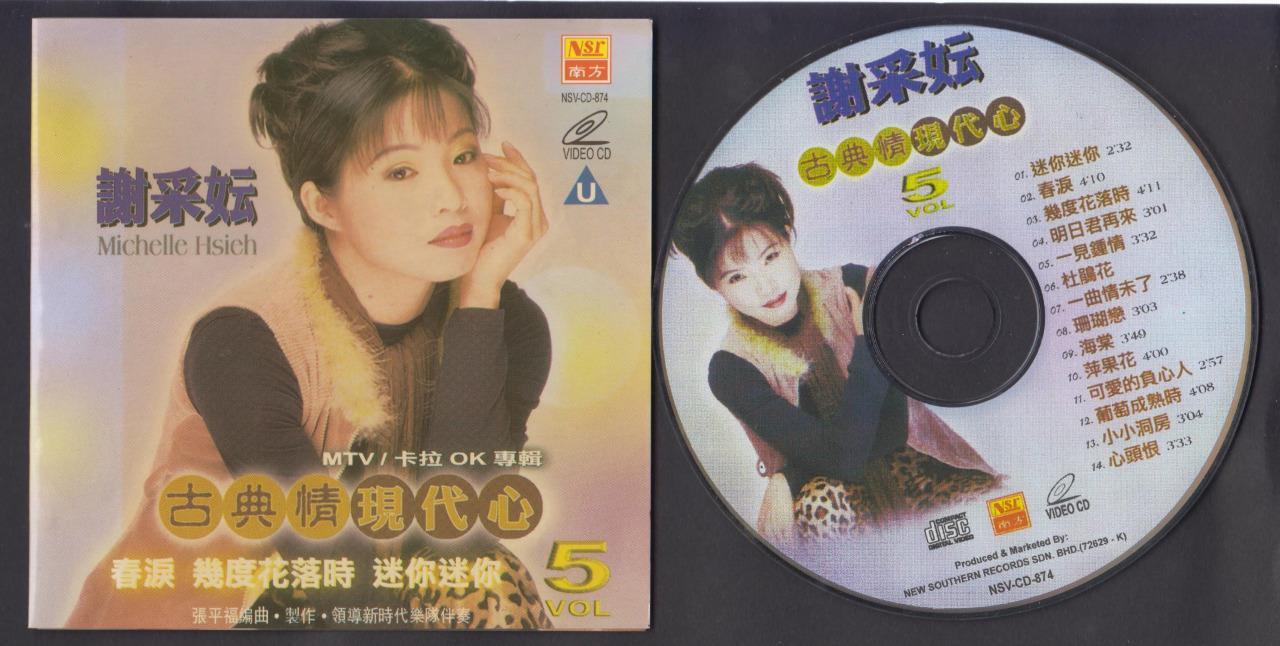 Nsr
南方
NSV-CD-874
VIDEO CD
U
謝采妘
Michelle Hsieh
MTV / 卡拉 OK 專輯
古典情現代心
春淚 幾度花落時 迷你迷你
5
VOL
張平福編曲・製作・領導新時代樂隊伴奏
謝采妘
古典情現代心
5
VOL
01. 迷你迷你 2'32
02. 春淚 4'10
03. 幾度花落時 4'11
04. 明日君再來 3'01
05. 一見鍾情 3'32
06. 杜鵑花
07. 一曲情未了 2'38
08. 珊瑚戀 3'03
09. 海棠 3'49
10. 萍果花 4'00
11. 可愛的負心人 2'57
12. 葡萄成熟時 4'08
13. 小小洞房 3'04
14. 心頭恨 3'33
COMPACT
disc
DIGITAL VIDEO
Nsr
南方
VIDEO CD
Produced & Marketed By:
NEW SOUTHERN RECORDS SDN. BHD.(72629 - K)
NSV-CD-874